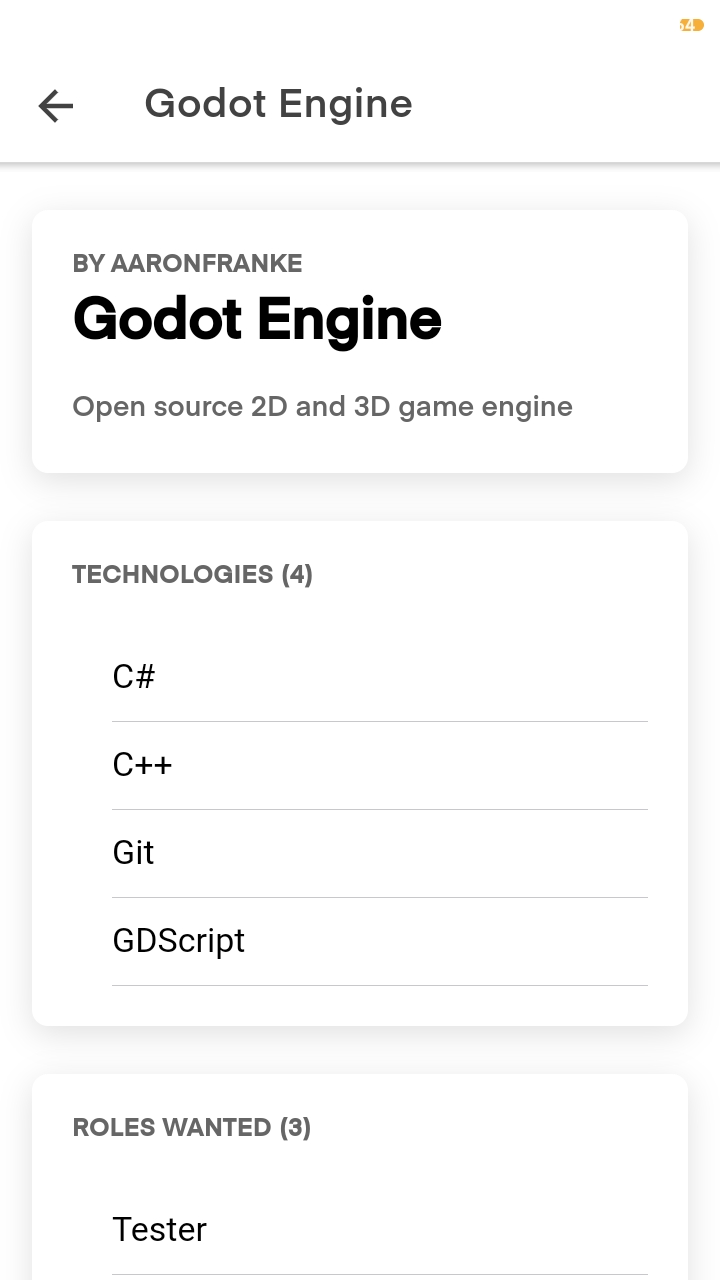 Godot Engine
BY AARONFRANKE
Godot Engine
Open source 2D and 3D game engine
TECHNOLOGIES (4)
C#
C++
Git
GDScript
ROLES WANTED (3)
Tester